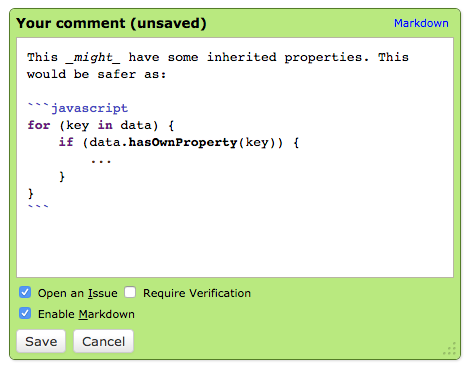 Your comment (unsaved) Markdown
This _might_ have some inherited properties. This
would be safer as:
```javascript
for (key in data) {
    if (data.hasOwnProperty(key)) {
        ...
    }
}
```
Open an Issue Require Verification
Enable Markdown
Save Cancel